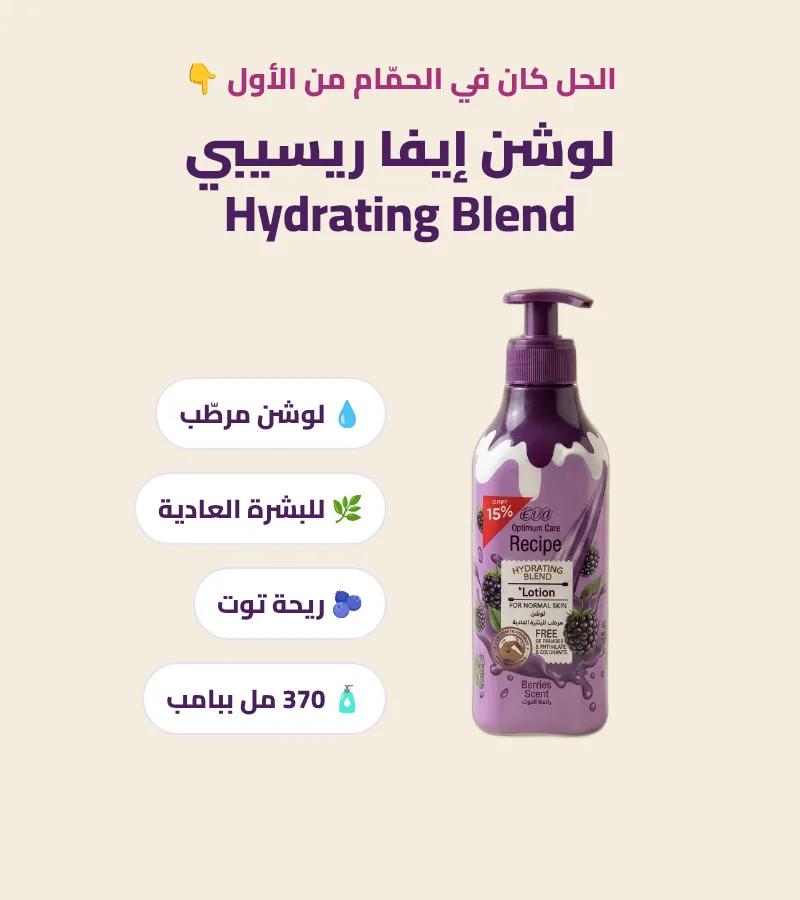 الحل كان في الحمّام من الأول 👇
لوشن إيفا ريسيبي
Hydrating Blend
💧 لوشن مرطّب
🌿 للبشرة العادية
🫐 ريحة توت
🧴 370 مل ببامب
15%
EVA
Optimum Care
Recipe
HYDRATING
BLEND
Lotion
FOR NORMAL SKIN
لوشن
مرطب للبشرة العادية
FREE
OF PARABENS
& PHTHALATE
& COLORANTS
Berries
Scent
رائحة التوت